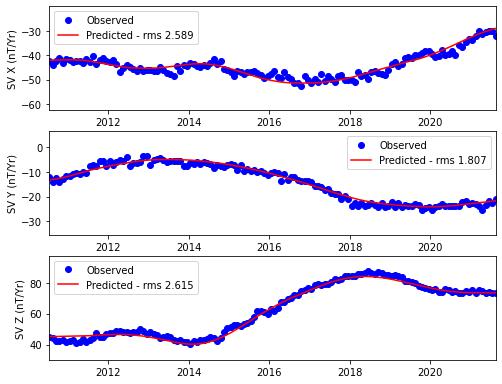 Observed
Predicted - rms 2.589
SV X (nT/Yr)
−30
−40
−50
−60
2012 2014 2016 2018 2020
Observed
Predicted - rms 1.807
SV Y (nT/Yr)
0
−10
−20
−30
2012 2014 2016 2018 2020
Observed
Predicted - rms 2.615
SV Z (nT/Yr)
80
60
40
2012 2014 2016 2018 2020